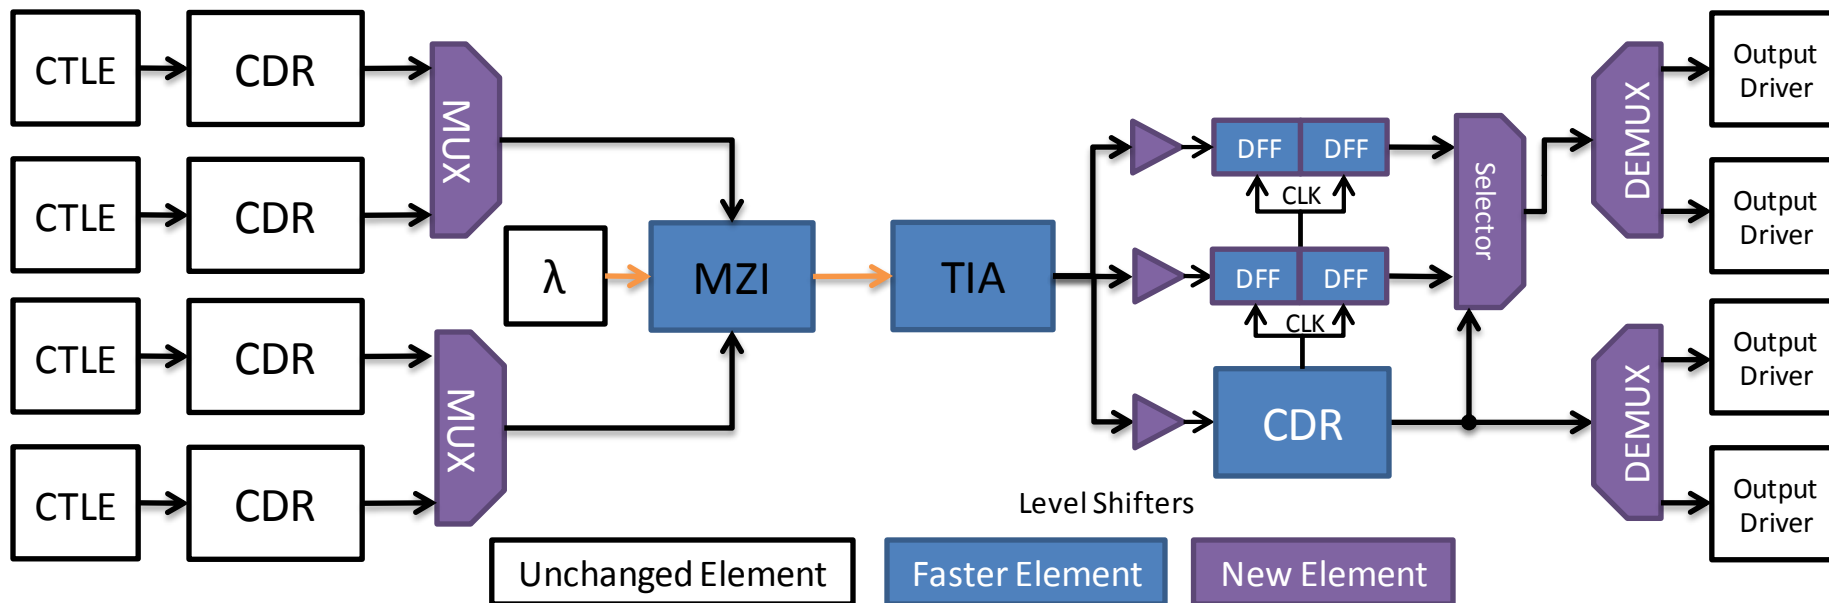 CTLE
CDR
MUX
CTLE
CDR
CTLE
CDR
MUX
CTLE
CDR
λ
MZI
TIA
DFF
DFF
CLK
DFF
DFF
CLK
CDR
Selector
DEMUX
DEMUX
Output
Driver
Output
Driver
Output
Driver
Output
Driver
Level Shifters
Unchanged Element
Faster Element
New Element